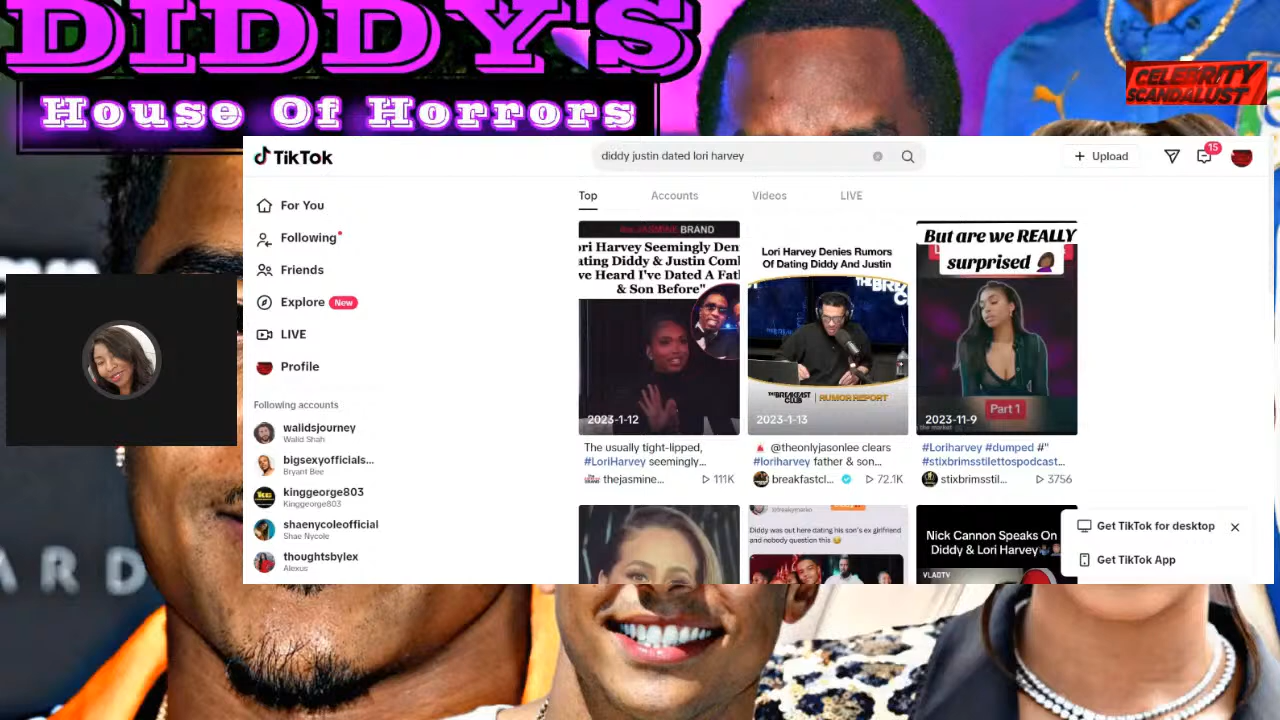 DIDDY'S
House Of Horrors
CELEBRITY
SCANDALUST
TikTok
diddy justin dated lori harvey
Upload
15
For You
Following
Friends
Explore New
LIVE
Profile
Following accounts
walidsjourney
Walid Shah
bigsexyofficials...
Bryant Bee
kinggeorge803
Kinggeorge803
shaenycoleofficial
Shae Nycole
thoughtsbylex
Alexus
Top
Accounts
Videos
LIVE
BRAND
ori Harvey Seemingly Den
ating Diddy & Justin Com
ve Heard I've Dated A Fat
& Son Before"
2023-1-12
The usually tight-lipped,
#LoriHarvey seemingly...
thejasmine...
111K
Lori Harvey Denies Rumors
Of Dating Diddy And Justin
THE BREAKFAST CLUB
RUMOR REPORT
2023-1-13
@theonlyjasonlee clears
#loriharvey father & son...
breakfastcl...
72.1K
But are we REALLY
surprised
Part 1
2023-11-9
#Loriharvey #dumped #"
#stixbrimsstilettospodcast...
stixbrimsstil...
3756
Diddy was out here dating his son's ex girlfriend
and nobody question this
Nick Cannon Speaks On
Diddy & Lori Harvey
VLADTV
Get TikTok for desktop
Get TikTok App
ARD